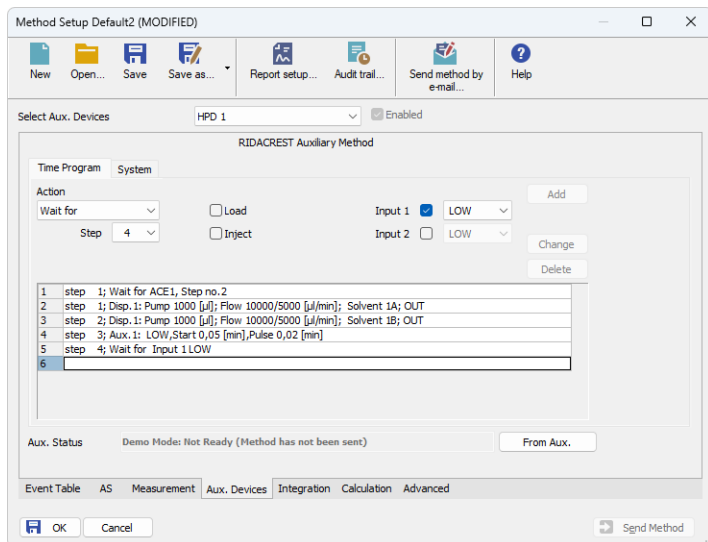 Method Setup Default2 (MODIFIED)
New Open... Save Save as... Report setup... Audit trail... Send method by e-mail... Help
Select Aux. Devices HPD 1 Enabled
RIDACREST Auxiliary Method
Time Program System
Action Add
Wait for Load Input 1 LOW
Step 4 Inject Input 2 LOW
Change
Delete
1 step 1; Wait for ACE1, Step no.2
2 step 1; Disp.1: Pump 1000 [µl]; Flow 10000/5000 [µl/min]; Solvent 1A; OUT
3 step 2; Disp.1: Pump 1000 [µl]; Flow 10000/5000 [µl/min]; Solvent 1B; OUT
4 step 3; Aux.1: LOW,Start 0,05 [min],Pulse 0,02 [min]
5 step 4; Wait for Input 1 LOW
6
Aux. Status Demo Mode: Not Ready (Method has not been sent) From Aux.
Event Table AS Measurement Aux. Devices Integration Calculation Advanced
OK Cancel Send Method